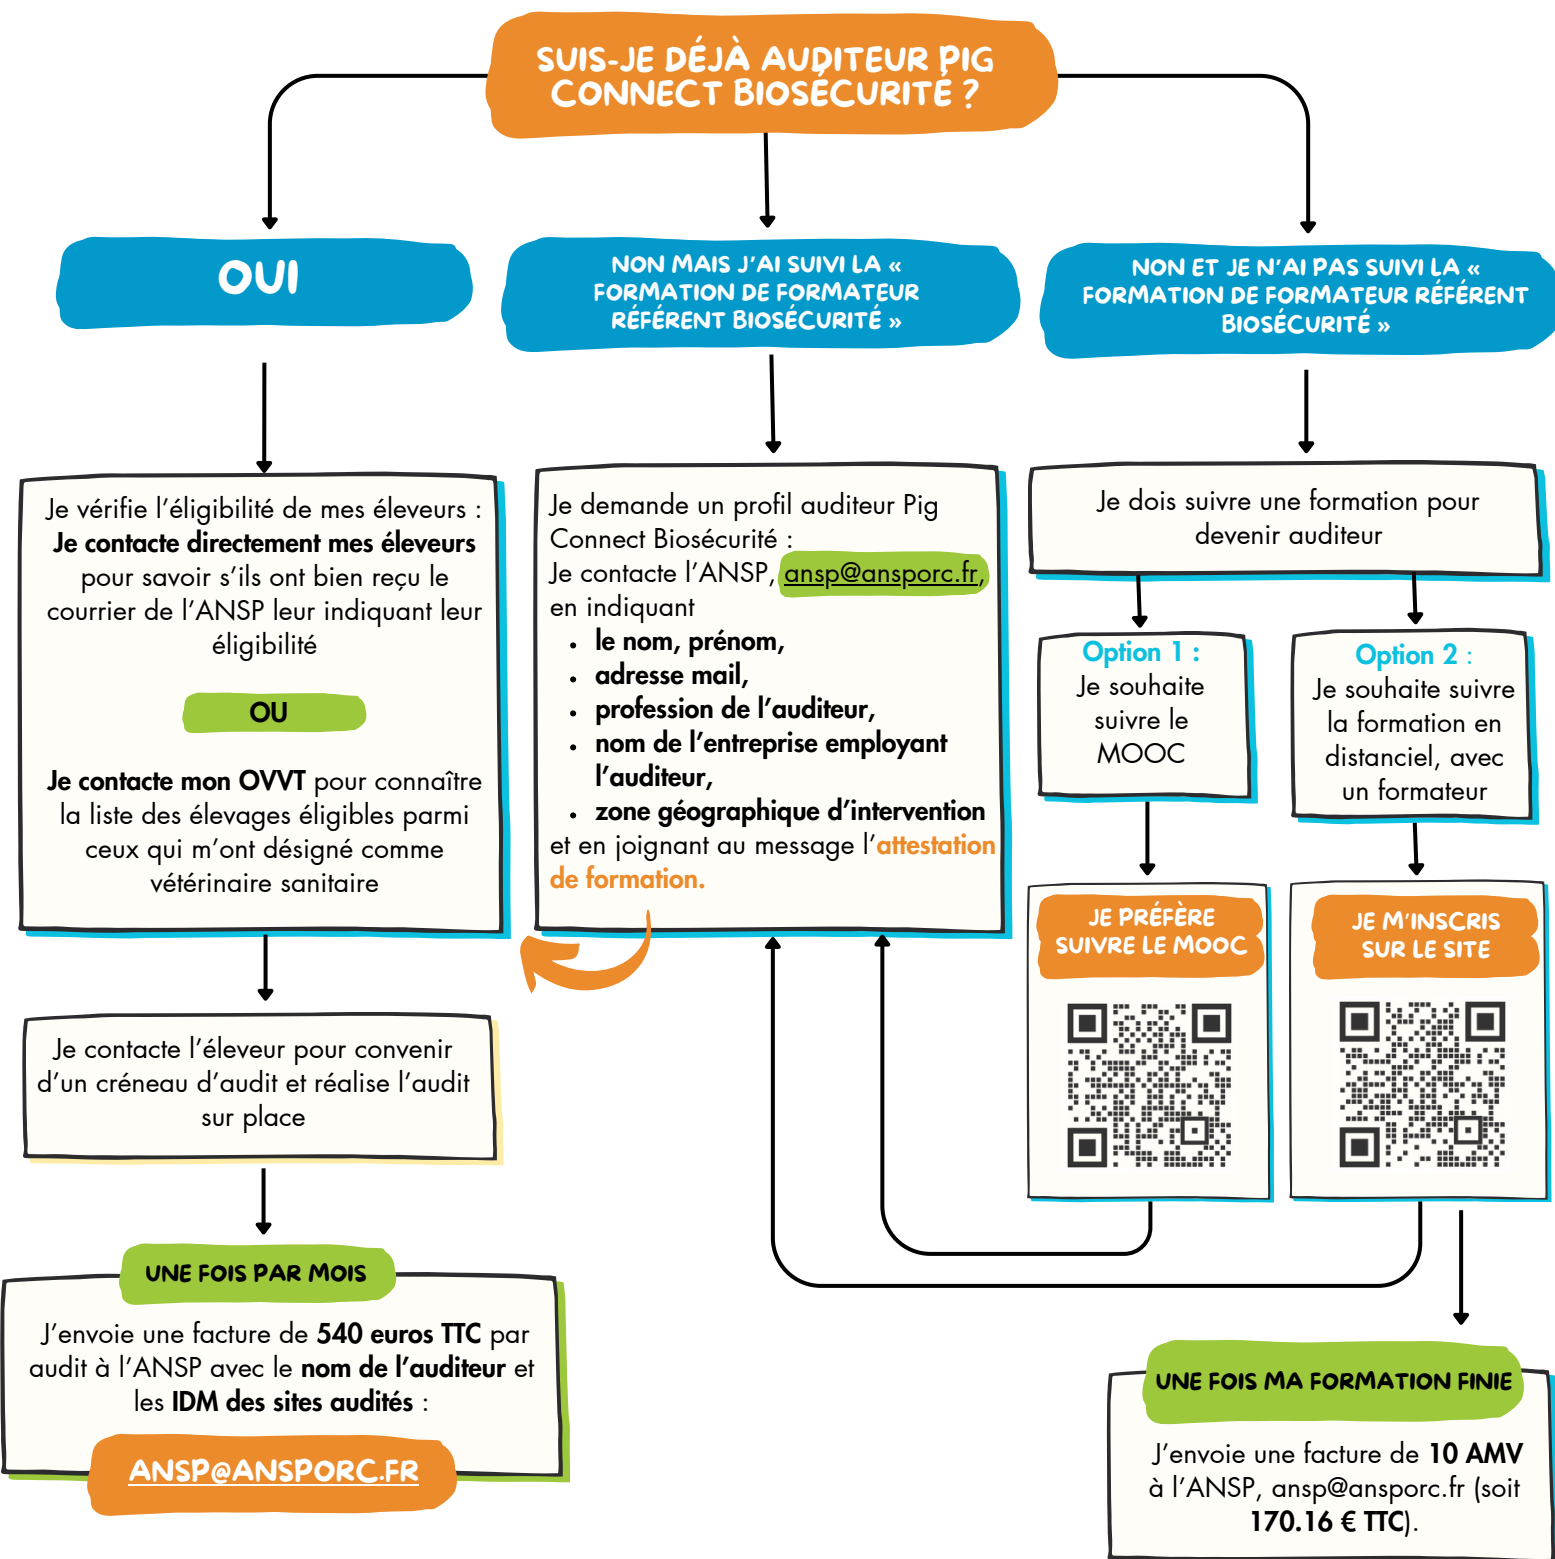 SUIS-JE DÉJÀ AUDITEUR PIG
CONNECT BIOSÉCURITÉ ?
OUI
NON MAIS J'AI SUIVI LA «
FORMATION DE FORMATEUR
RÉFÉRENT BIOSÉCURITÉ »
NON ET JE N'AI PAS SUIVI LA «
FORMATION DE FORMATEUR RÉFÉRENT
BIOSÉCURITÉ »
Je vérifie l'éligibilité de mes éleveurs :
Je contacte directement mes éleveurs
pour savoir s'ils ont bien reçu le
courrier de l'ANSP leur indiquant leur
éligibilité
OU
Je contacte mon OVVT pour connaître
la liste des élevages éligibles parmi
ceux qui m'ont désigné comme
vétérinaire sanitaire
Je contacte l'éleveur pour convenir
d'un créneau d'audit et réalise l'audit
sur place
UNE FOIS PAR MOIS
J'envoie une facture de 540 euros TTC par
audit à l'ANSP avec le nom de l'auditeur et
les IDM des sites audités :
ANSP@ANSPORC.FR
Je demande un profil auditeur Pig
Connect Biosécurité :
Je contacte l'ANSP, ansp@ansporc.fr,
en indiquant
• le nom, prénom,
• adresse mail,
• profession de l'auditeur,
• nom de l'entreprise employant
l'auditeur,
• zone géographique d'intervention
et en joignant au message l'attestation
de formation.
Je dois suivre une formation pour
devenir auditeur
Option 1 :
Je souhaite
suivre le
MOOC
Option 2 :
Je souhaite suivre
la formation en
distanciel, avec
un formateur
JE PRÉFÈRE
SUIVRE LE MOOC
JE M'INSCRIS
SUR LE SITE
UNE FOIS MA FORMATION FINIE
J'envoie une facture de 10 AMV
à l'ANSP, ansp@ansporc.fr (soit
170.16 € TTC).